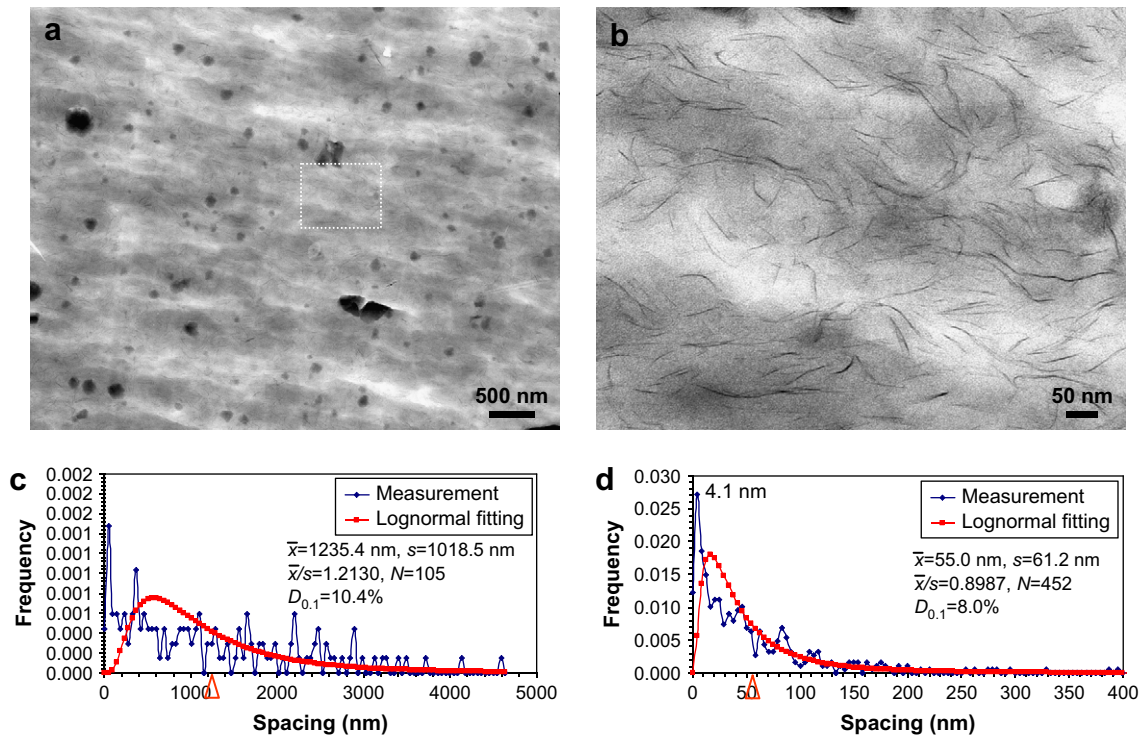 a
500 nm
b
50 nm
c
0.002
0.002
0.002
0.001
0.001
0.001
0.001
0.001
0.000
0.000
0.000
Frequency
Measurement
Lognormal fitting
x̅=1235.4 nm, s=1018.5 nm
x̅/s=1.2130, N=105
D0.1=10.4%
0 1000 2000 3000 4000 5000
Spacing (nm)
d
0.030
0.025
0.020
0.015
0.010
0.005
0.000
Frequency
4.1 nm
Measurement
Lognormal fitting
x̅=55.0 nm, s=61.2 nm
x̅/s=0.8987, N=452
D0.1=8.0%
0 50 100 150 200 250 300 350 400
Spacing (nm)